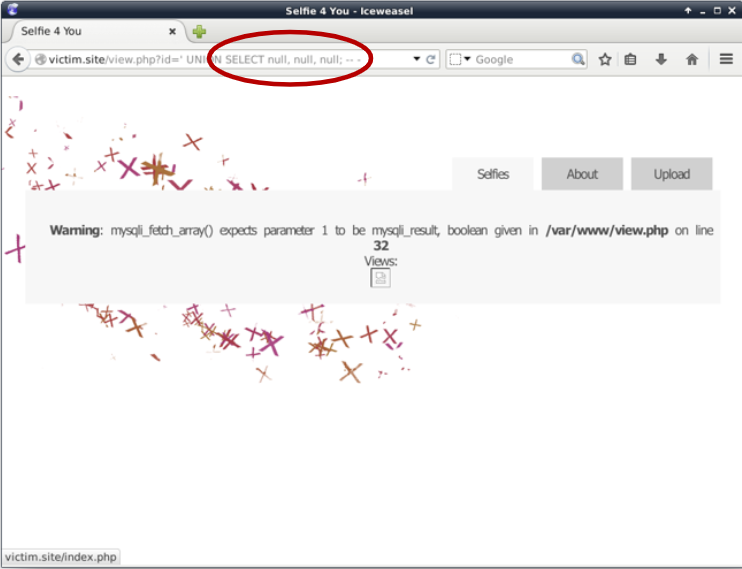 Selfie 4 You - Iceweasel
Selfie 4 You
victim.site/view.php?id=' UNION SELECT null, null, null; -- -
Google
Selfies About Upload
Warning: mysqli_fetch_array() expects parameter 1 to be mysqli_result, boolean given in /var/www/view.php on line
32
Views:
victim.site/index.php